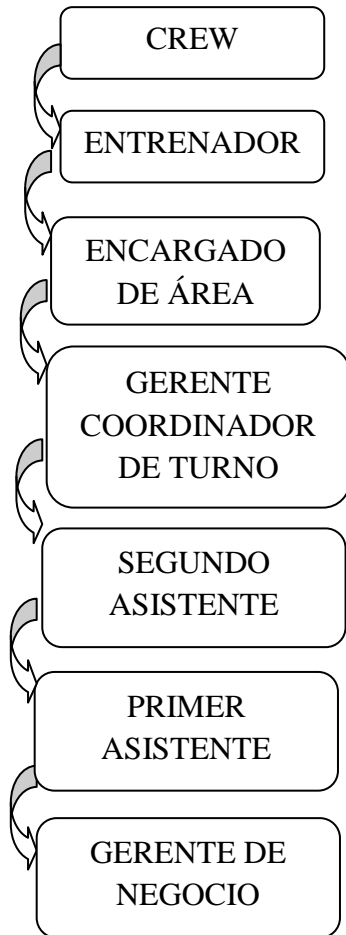 CREW
ENTRENADOR
ENCARGADO
DE ÁREA
GERENTE
COORDINADOR
DE TURNO
SEGUNDO
ASISTENTE
PRIMER
ASISTENTE
GERENTE DE
NEGOCIO